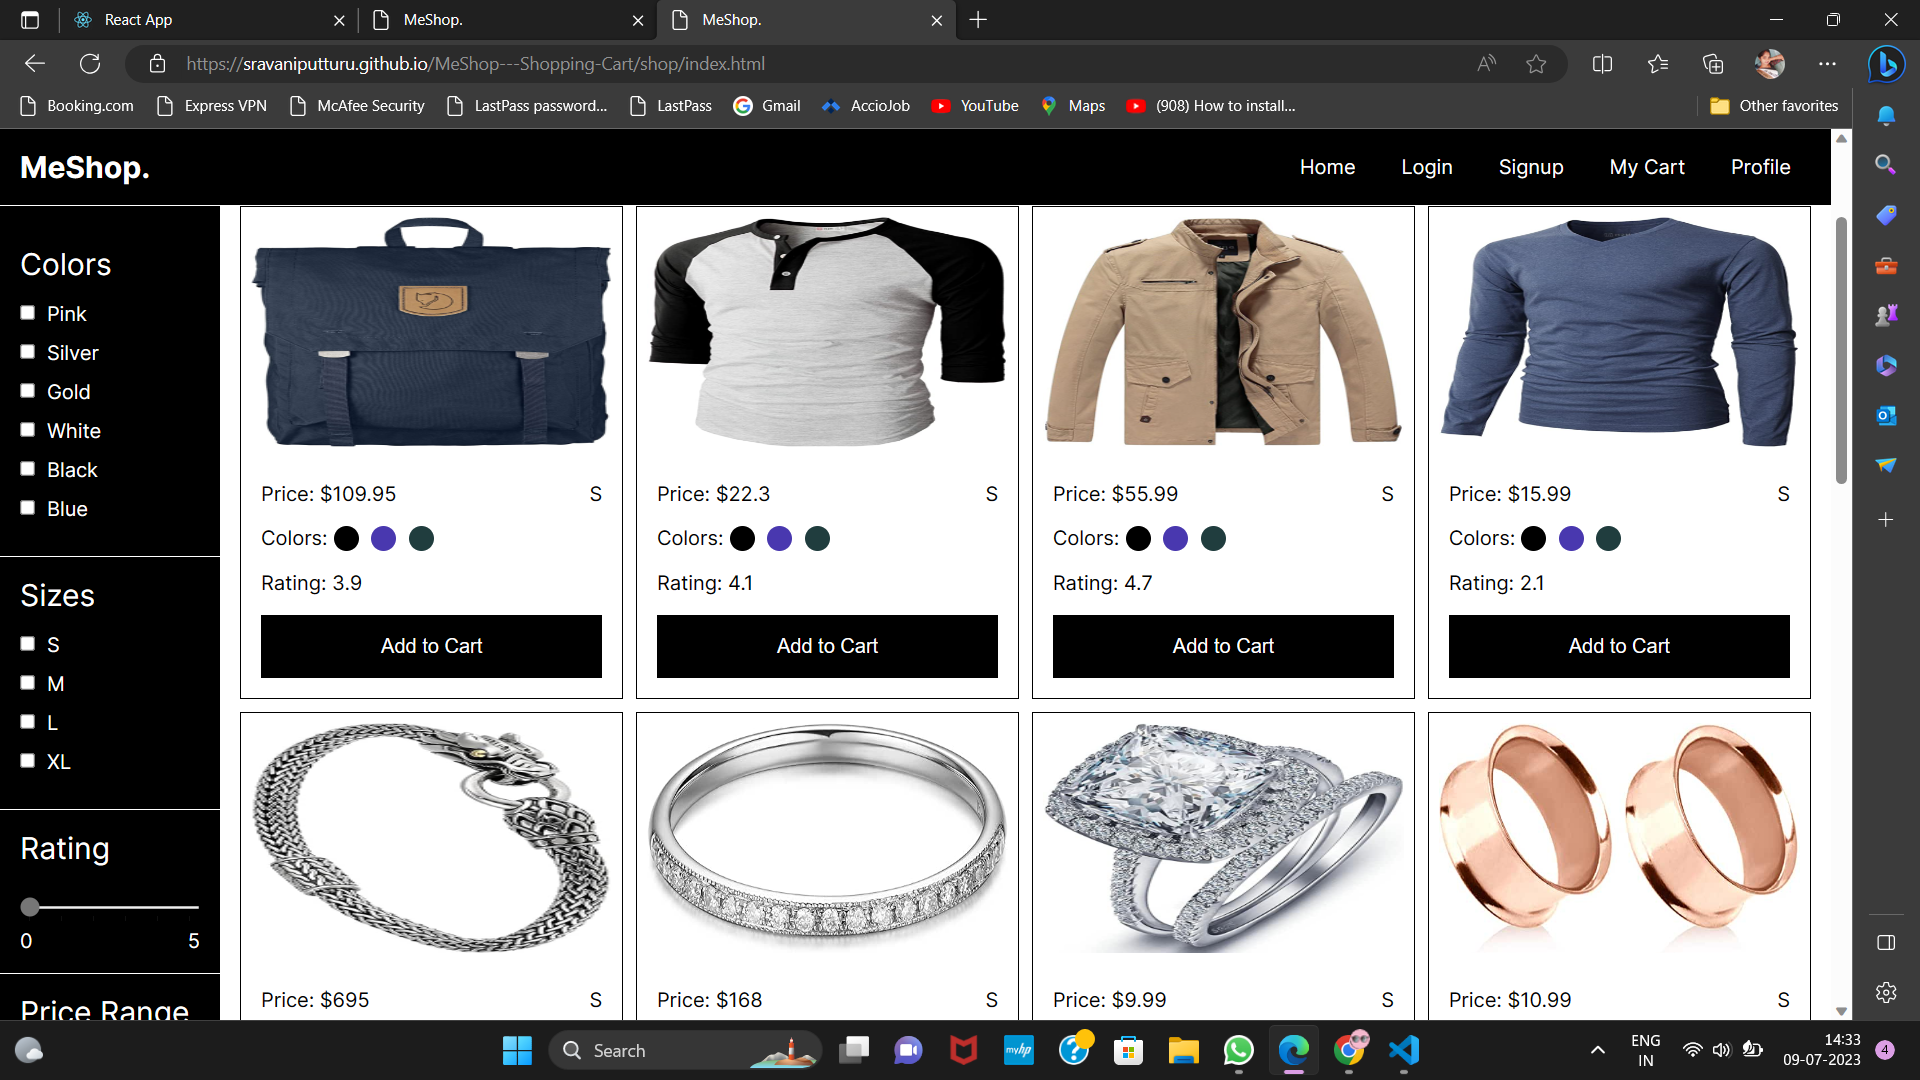 React App
MeShop.
MeShop.
https://sravaniputturu.github.io/MeShop---Shopping-Cart/shop/index.html
Booking.com
Express VPN
McAfee Security
LastPass password...
LastPass
Gmail
AccioJob
YouTube
Maps
(908) How to install...
Other favorites
MeShop.
Home
Login
Signup
My Cart
Profile
Colors
Pink
Silver
Gold
White
Black
Blue
Sizes
S
M
L
XL
Rating
0 5
Price Range
Price: $109.95 S
Colors:
Rating: 3.9
Add to Cart
Price: $22.3 S
Colors:
Rating: 4.1
Add to Cart
Price: $55.99 S
Colors:
Rating: 4.7
Add to Cart
Price: $15.99 S
Colors:
Rating: 2.1
Add to Cart
Price: $695 S
Price: $168 S
Price: $9.99 S
Price: $10.99 S
Search
myhp
ENG
IN
14:33
09-07-2023
4